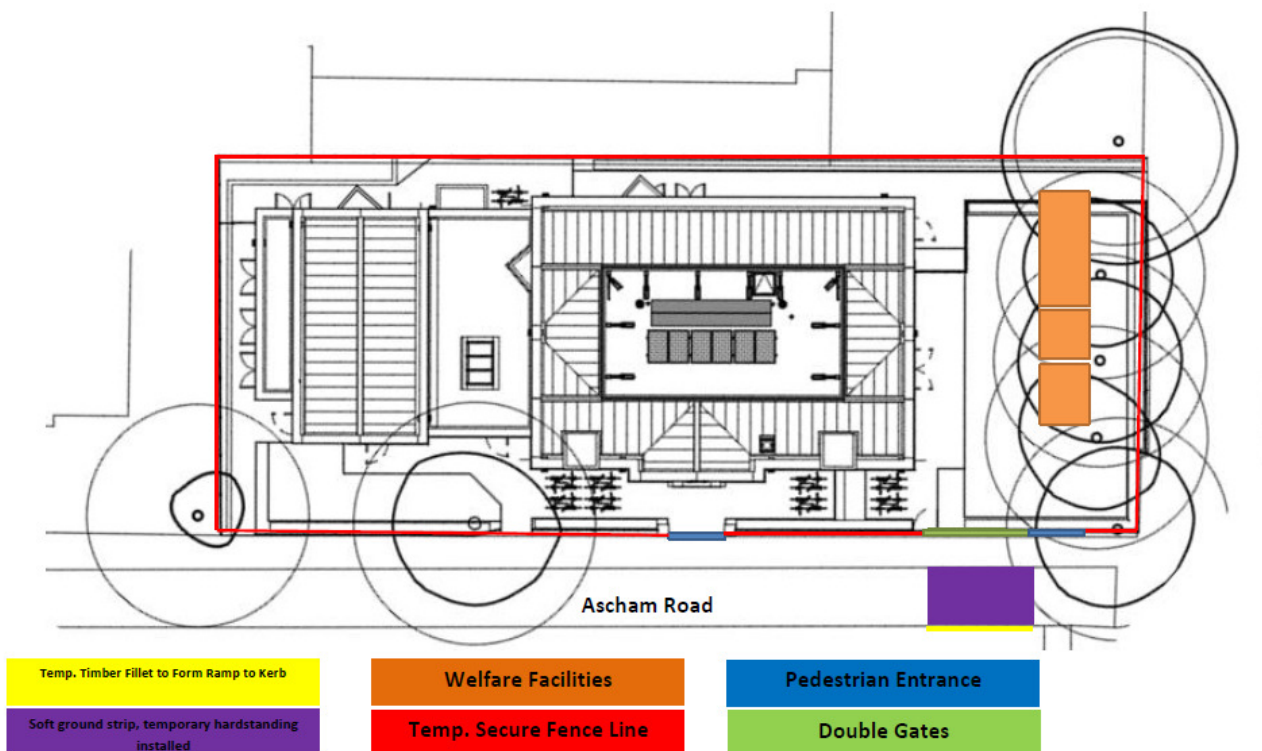 Ascham Road
Temp. Timber Fillet to Form Ramp to Kerb
Welfare Facilities
Pedestrian Entrance
Soft ground strip, temporary hardstanding
installed
Temp. Secure Fence Line
Double Gates